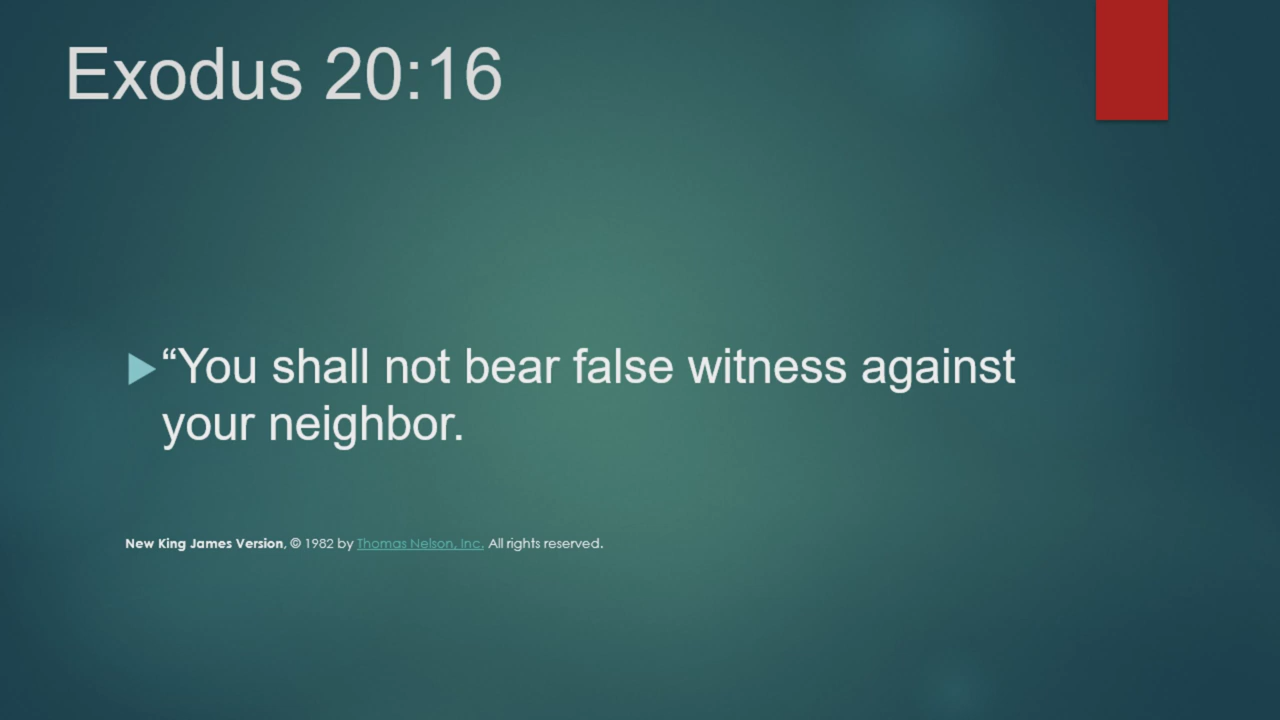 Exodus 20:16
“You shall not bear false witness against
your neighbor.
New King James Version, © 1982 by Thomas Nelson, Inc. All rights reserved.